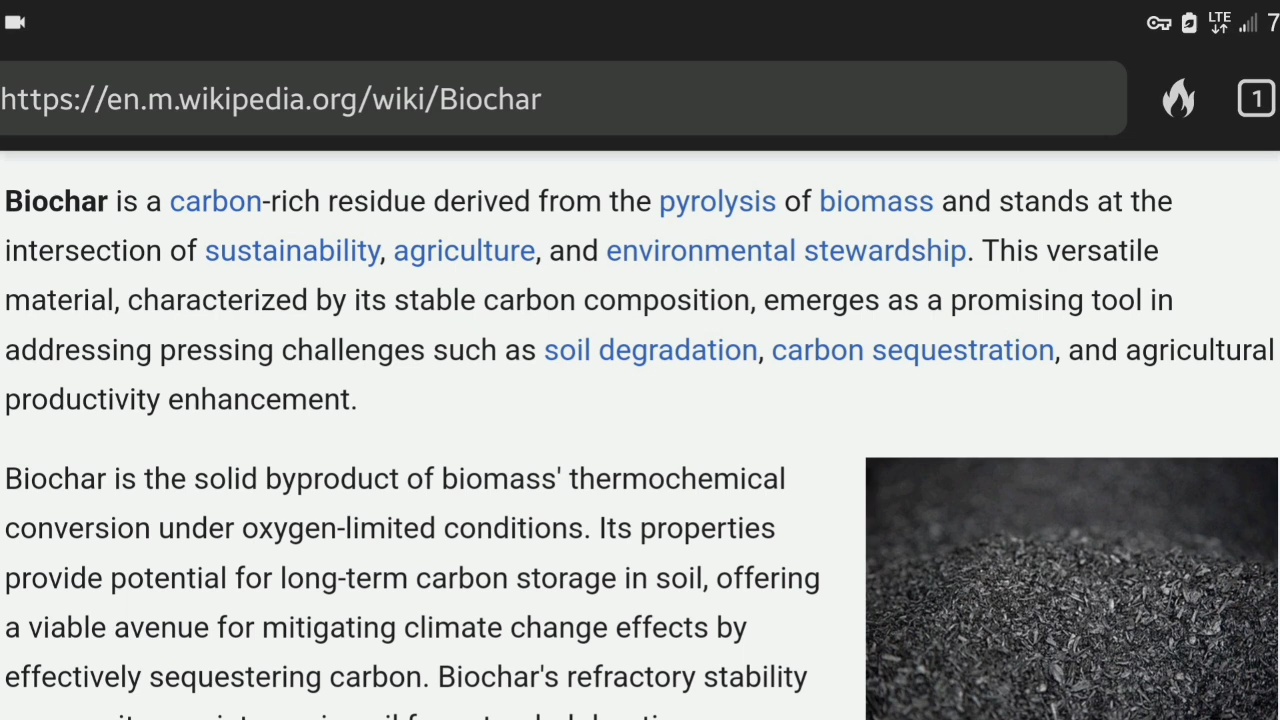 LTE
7
https://en.m.wikipedia.org/wiki/Biochar
1
Biochar is a carbon-rich residue derived from the pyrolysis of biomass and stands at the
intersection of sustainability, agriculture, and environmental stewardship. This versatile
material, characterized by its stable carbon composition, emerges as a promising tool in
addressing pressing challenges such as soil degradation, carbon sequestration, and agricultural
productivity enhancement.
Biochar is the solid byproduct of biomass' thermochemical
conversion under oxygen-limited conditions. Its properties
provide potential for long-term carbon storage in soil, offering
a viable avenue for mitigating climate change effects by
effectively sequestering carbon. Biochar's refractory stability